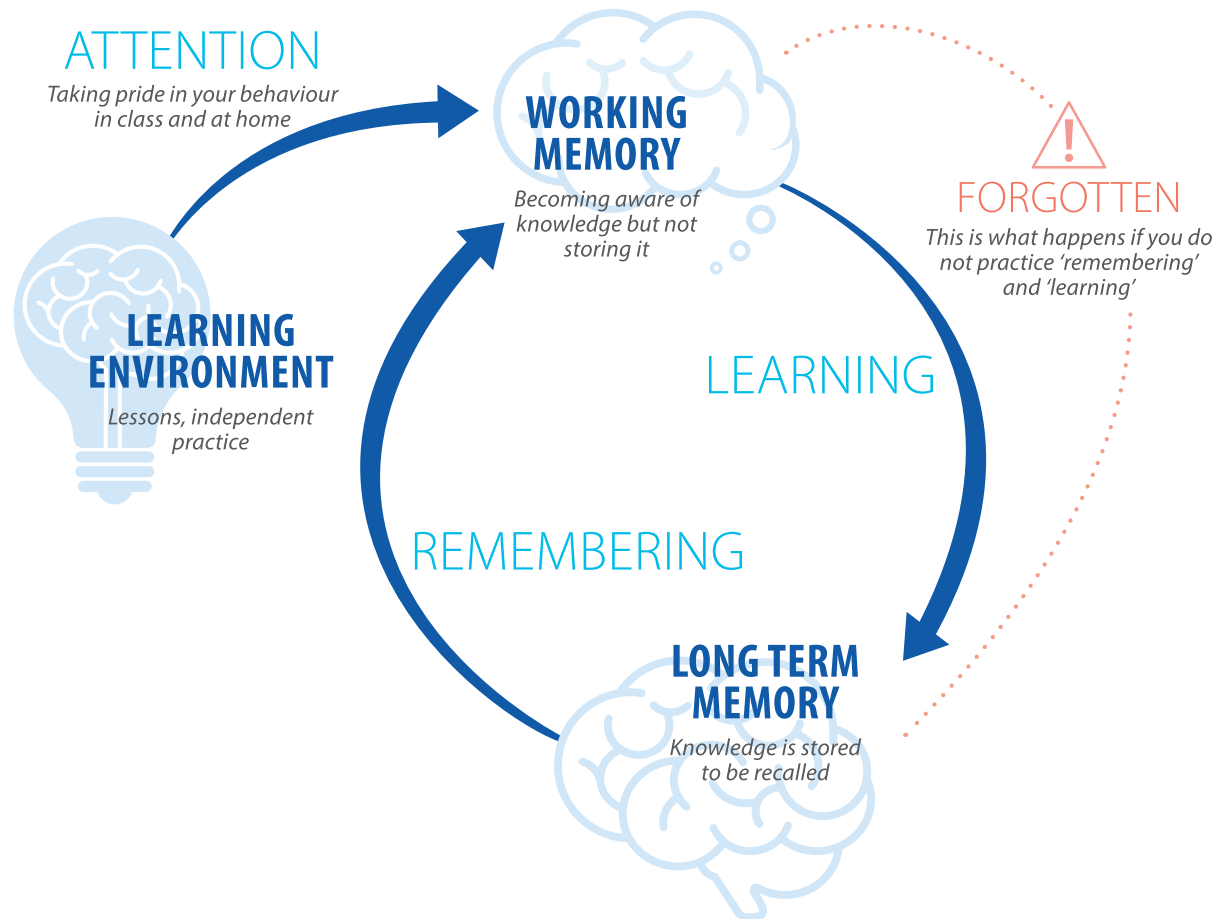 ATTENTION
Taking pride in your behaviour
in class and at home
WORKING
MEMORY
Becoming aware of
knowledge but not
storing it
FORGOTTEN
This is what happens if you do
not practice ‘remembering’
and ‘learning’
LEARNING
ENVIRONMENT
Lessons, independent
practice
LEARNING
REMEMBERING
LONG TERM
MEMORY
Knowledge is stored
to be recalled